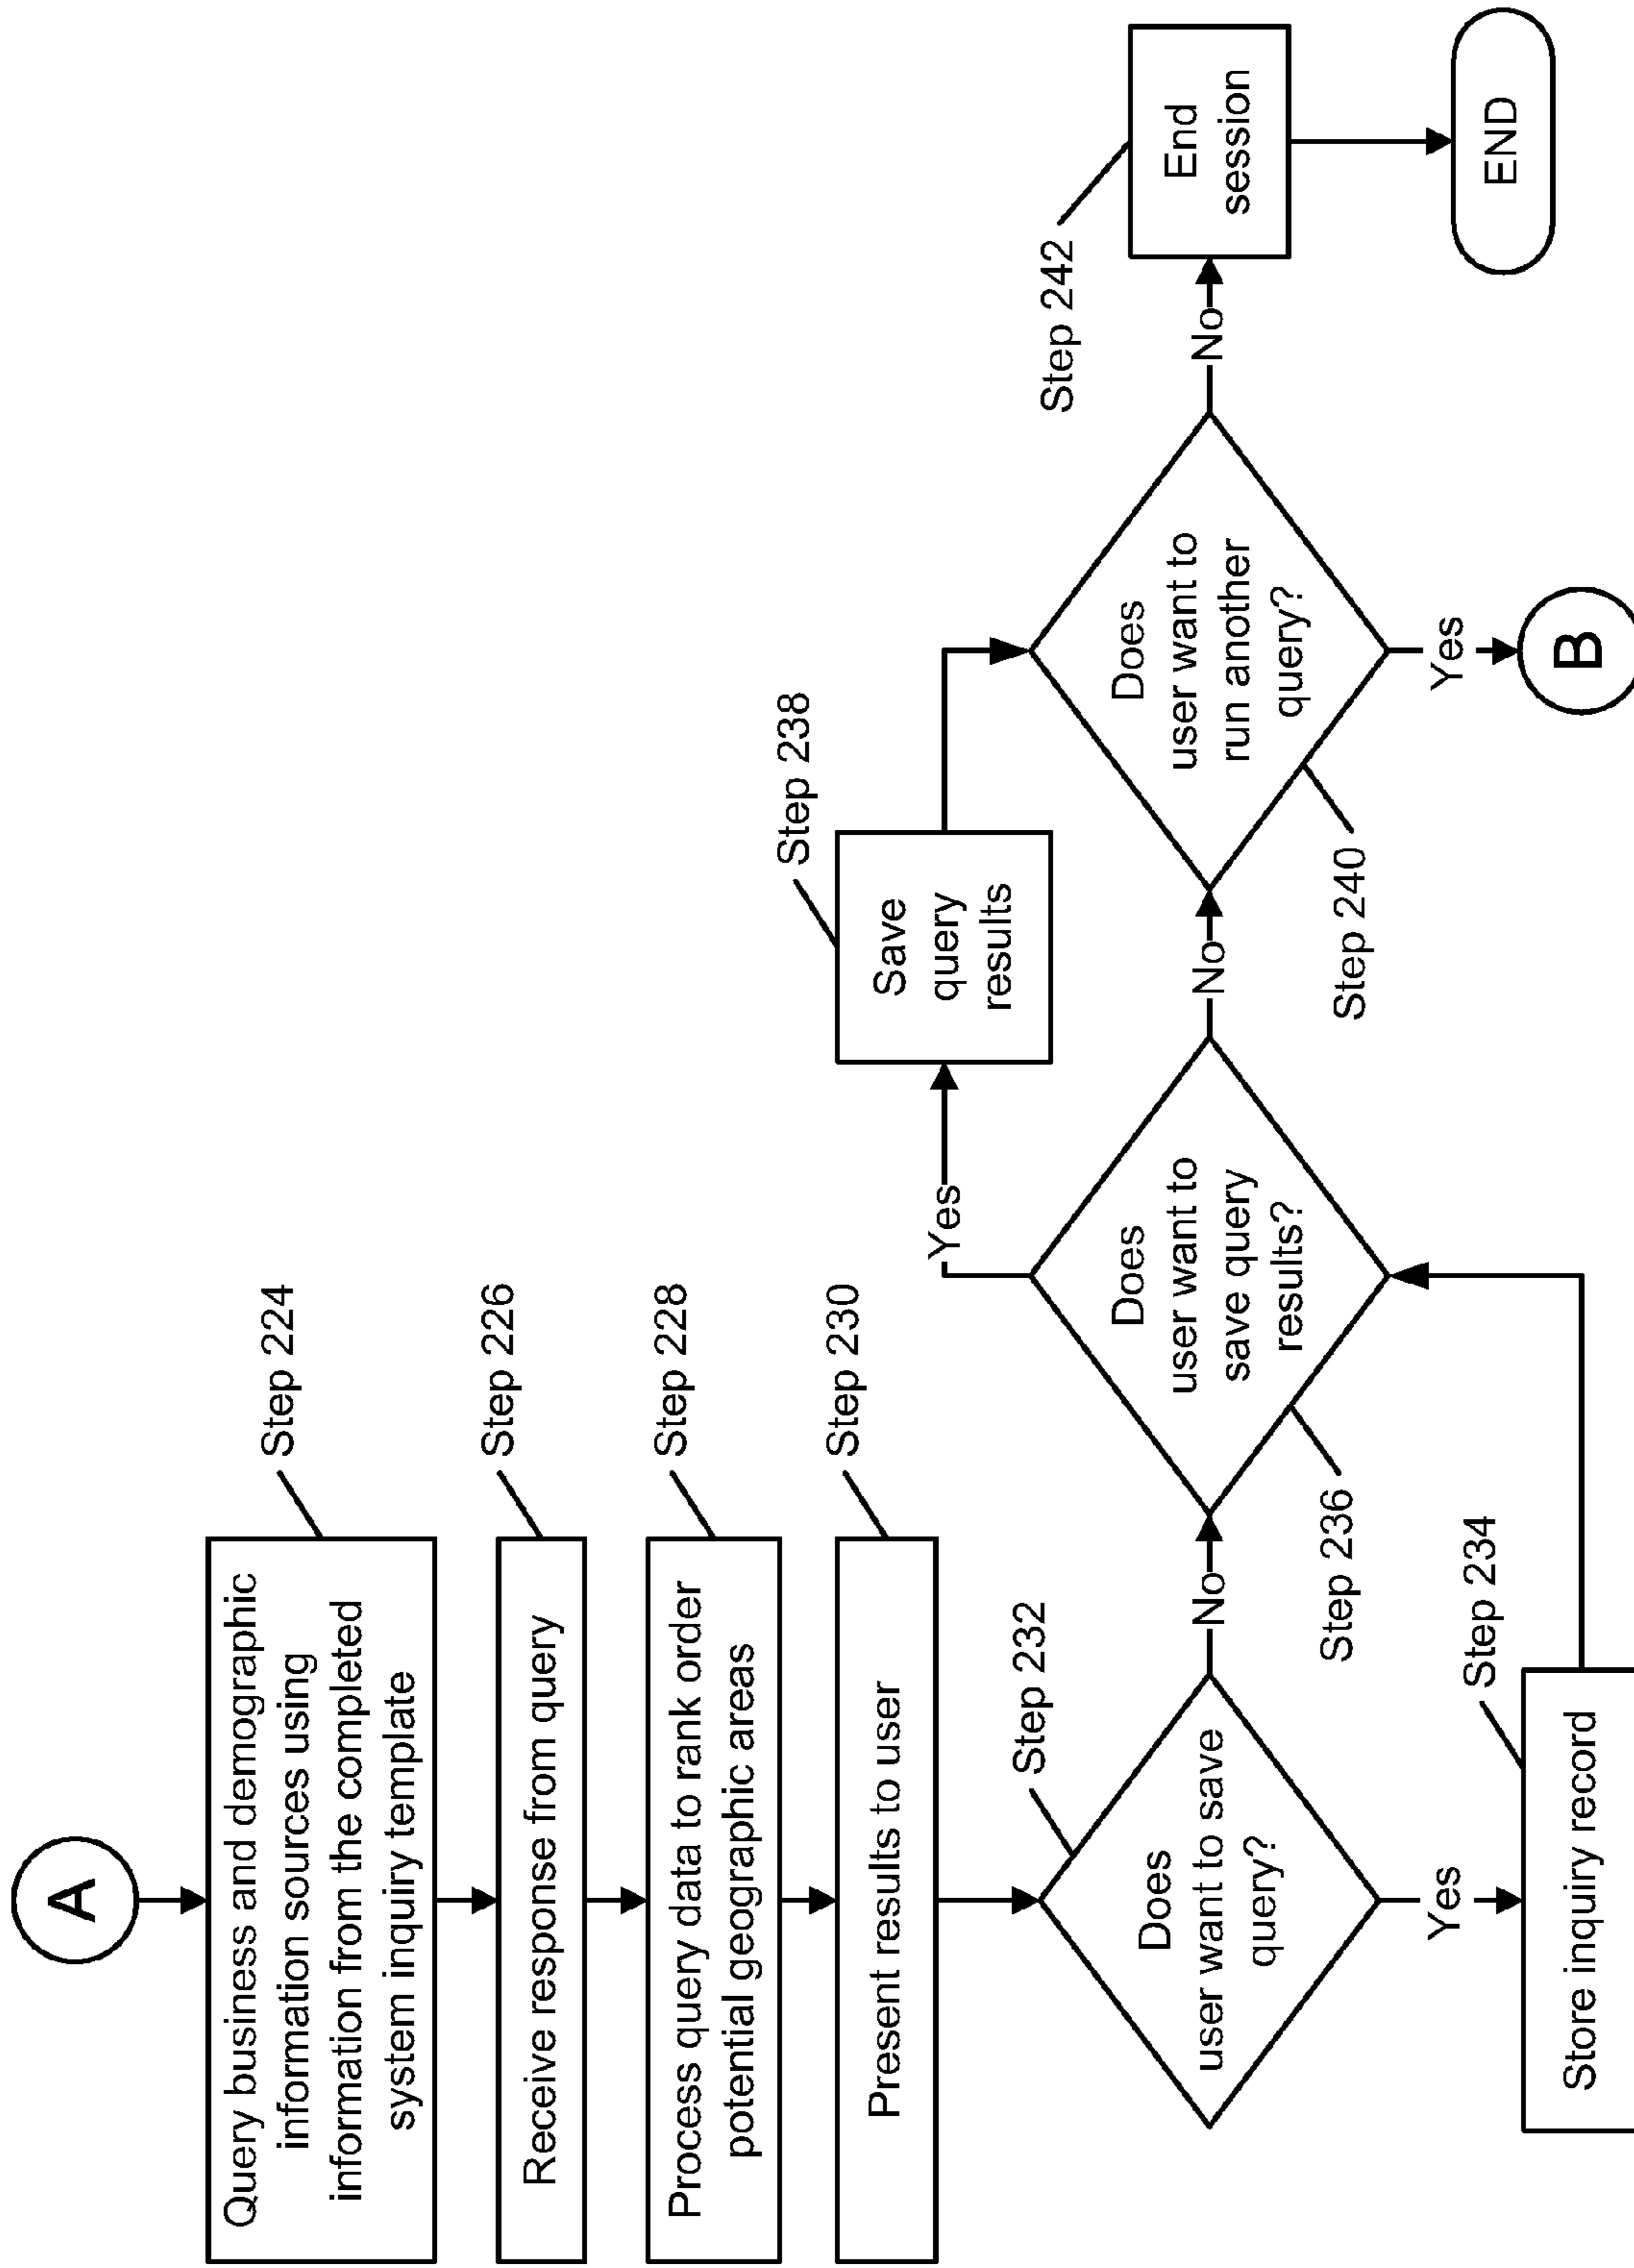 A
Query business and demographic
information sources using
information from the completed
system inquiry template
Step 224
Receive response from query
Step 226
Process query data to rank order
potential geographic areas
Step 228
Present results to user
Step 230
Does
user want to save
query?
Step 232
No
Yes
Store inquiry record
Step 234
Does
user want to
save query
results?
Step 236
Yes
No
Save
query
results
Step 238
Does
user want to
run another
query?
Step 240
Yes
B
No
End
session
Step 242
END